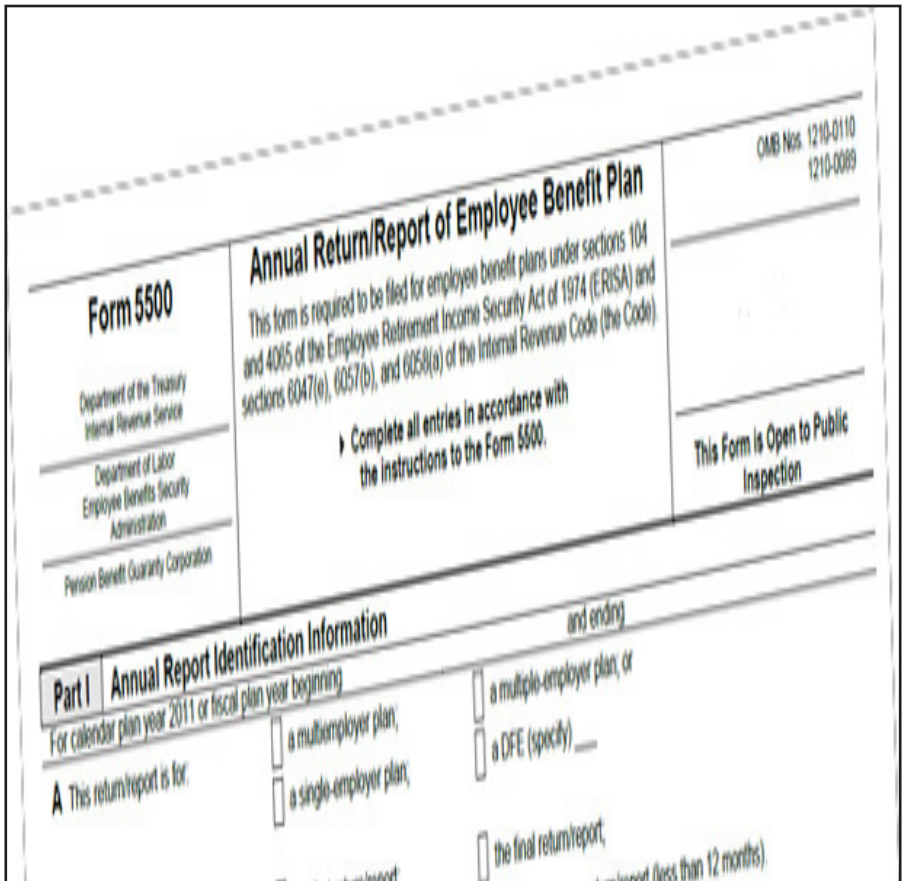 OMB Nos. 1210-0110
1210-0089
Form 5500
Department of the Treasury
Internal Revenue Service
Department of Labor
Employee Benefits Security
Administration
Pension Benefit Guaranty Corporation
Annual Return/Report of Employee Benefit Plan
This form is required to be filed for employee benefit plans under sections 104
and 4065 of the Employee Retirement Income Security Act of 1974 (ERISA) and
sections 6047(e), 6057(b), and 6058(a) of the Internal Revenue Code (the Code).
Complete all entries in accordance with
the instructions to the Form 5500.
This Form is Open to Public
Inspection
Part I Annual Report Identification Information
For calendar plan year 2011 or fiscal plan year beginning and ending
A This return/report is for:
a multiemployer plan;
a multiple-employer plan; or
a single-employer plan;
a DFE (specify)
the final return/report;
return/report;
(less than 12 months).